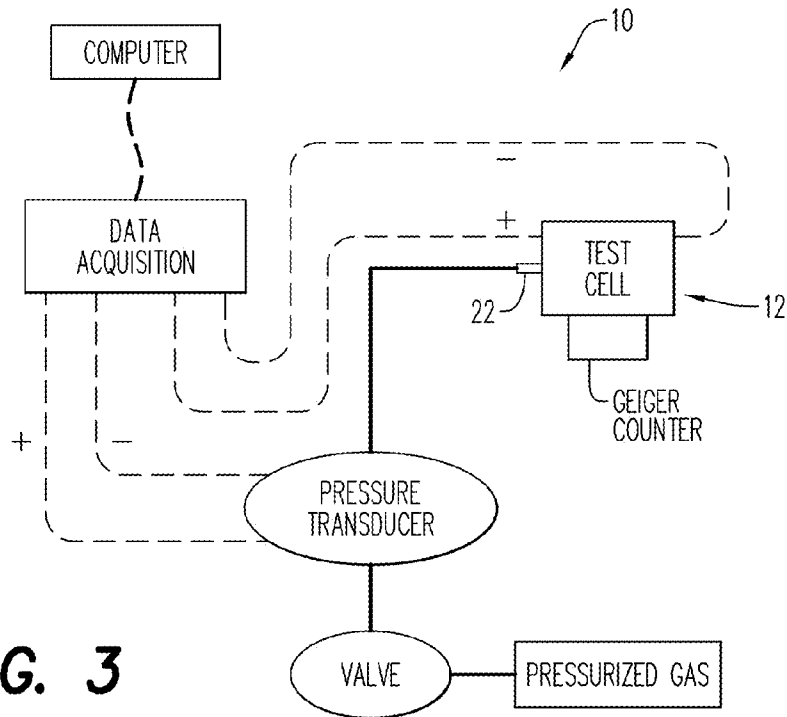 10
COMPUTER
−
DATA
ACQUISITION
+
TEST
CELL
22
12
GEIGER
COUNTER
+
−
PRESSURE
TRANSDUCER
G. 3
VALVE
PRESSURIZED GAS